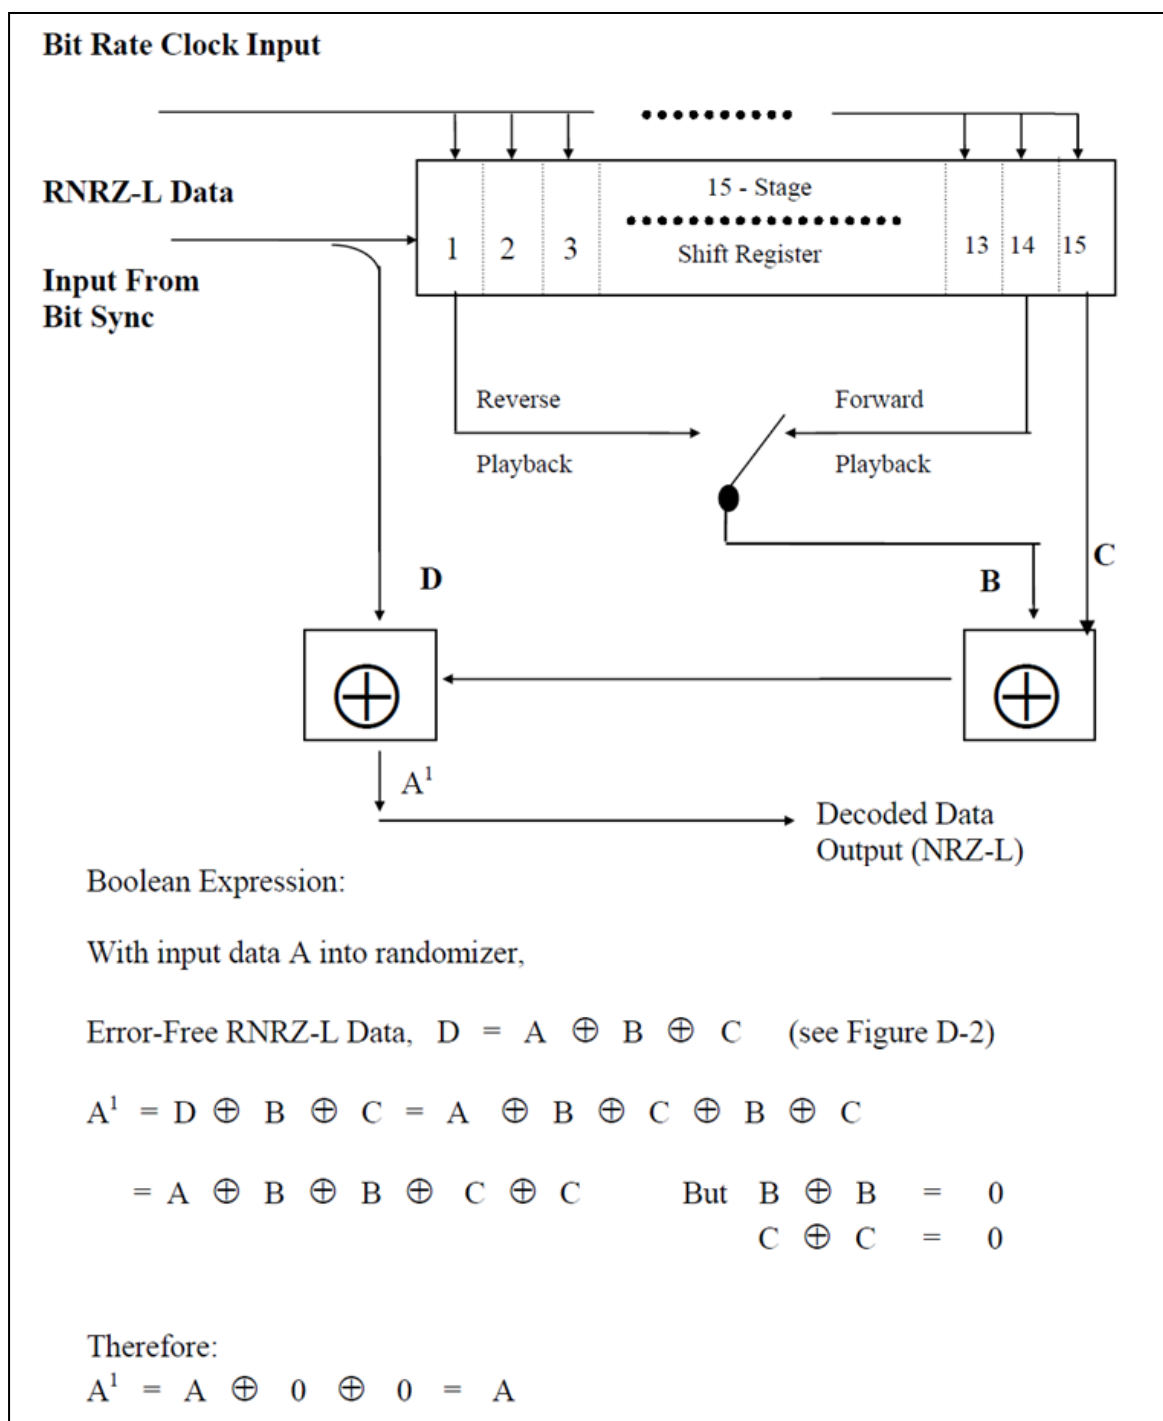 Bit Rate Clock Input
RNRZ-L Data
15 - Stage
1 2 3
Shift Register
13 14 15
Input From
Bit Sync
Reverse
Forward
Playback
Playback
D
B
C
A¹
Decoded Data
Output (NRZ-L)
Boolean Expression:
With input data A into randomizer,
Error-Free RNRZ-L Data, D = A ⊕ B ⊕ C (see Figure D-2)
A¹ = D ⊕ B ⊕ C = A ⊕ B ⊕ C ⊕ B ⊕ C
= A ⊕ B ⊕ B ⊕ C ⊕ C But B ⊕ B = 0
C ⊕ C = 0
Therefore:
A¹ = A ⊕ 0 ⊕ 0 = A